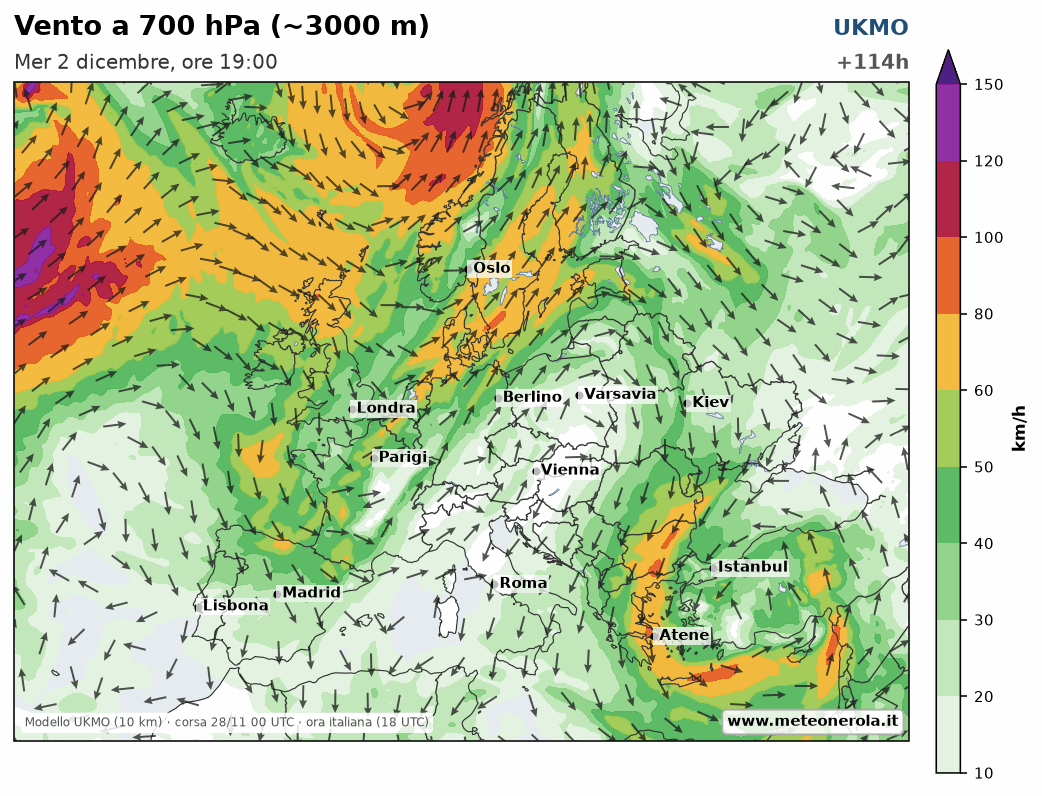 Vento a 700 hPa (~3000 m)
UKMO
Mer 2 dicembre, ore 19:00
+114h
150
120
100
80
60
50
40
30
20
10
km/h
Oslo
Londra
Berlino
Varsavia
Kiev
Parigi
Vienna
Istanbul
Roma
Madrid
Lisbona
Atene
Modello UKMO (10 km) · corsa 28/11 00 UTC · ora italiana (18 UTC)
www.meteonerola.it